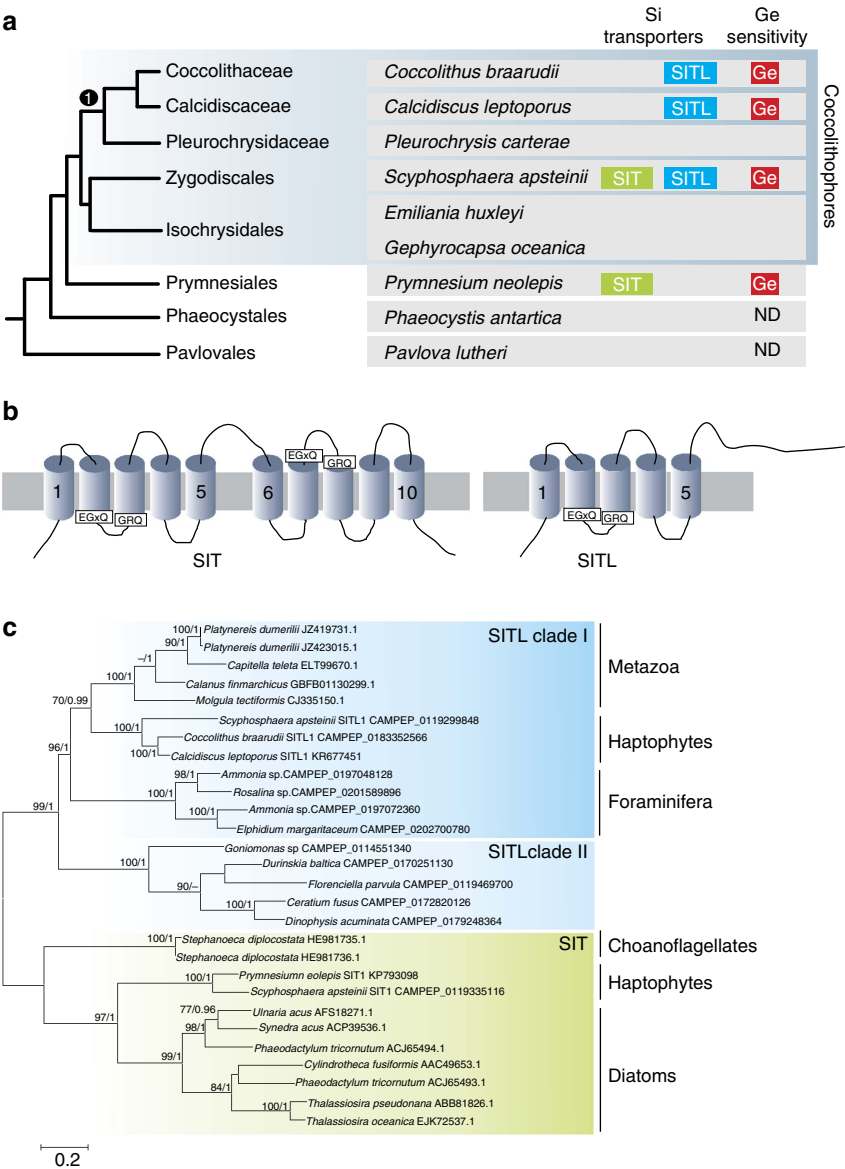 a
Si transporters
Ge sensitivity
1
Coccolithaceae Coccolithus braarudii SITL Ge
Calcidiscaceae Calcidiscus leptoporus SITL Ge
Pleurochrysidaceae Pleurochrysis carterae
Zygodiscales Scyphosphaera apsteinii SIT SITL Ge
Isochrysidales Emiliania huxleyi
Gephyrocapsa oceanica
Prymnesiales Prymnesium neolepis SIT Ge
Phaeocystales Phaeocystis antartica ND
Pavlovales Pavlova lutheri ND
Coccolithophores
b
1 EGxQ GRQ 5 6 EGxQ GRQ 10
SIT
1 EGxQ GRQ 5
SITL
c
SITL clade I
100/1 Platynereis dumerilii JZ419731.1
90/1 Platynereis dumerilii JZ423015.1
–/1 Capitella teleta ELT99670.1
Calanus finmarchicus GBFB01130299.1
100/1 Molgula tectiformis CJ335150.1
Metazoa
70/0.99
Scyphosphaera apsteinii SITL1 CAMPEP_0119299848
100/1 Coccolithus braarudii SITL1 CAMPEP_0183352566
100/1 Calcidiscus leptoporus SITL1 KR677451
Haptophytes
96/1
98/1 Ammonia sp.CAMPEP_0197048128
Rosalina sp.CAMPEP_0201589896
100/1 Ammonia sp.CAMPEP_0197072360
100/1 Elphidium margaritaceum CAMPEP_0202700780
Foraminifera
99/1
SITLclade II
Goniomonas sp CAMPEP_0114551340
100/1 Durinskia baltica CAMPEP_0170251130
90/– Florenciella parvula CAMPEP_0119469700
100/1 Ceratium fusus CAMPEP_0172820126
Dinophysis acuminata CAMPEP_0179248364
SIT
100/1 Stephanoeca diplocostata HE981735.1
Stephanoeca diplocostata HE981736.1
Choanoflagellates
100/1 Prymnesiumn eolepis SIT1 KP793098
Scyphosphaera apsteinii SIT1 CAMPEP_0119335116
Haptophytes
97/1
77/0.96 Ulnaria acus AFS18271.1
98/1 Synedra acus ACP39536.1
Phaeodactylum tricornutum ACJ65494.1
99/1
Cylindrotheca fusiformis AAC49653.1
84/1 Phaeodactylum tricornutum ACJ65493.1
100/1 Thalassiosira pseudonana ABB81826.1
Thalassiosira oceanica EJK72537.1
Diatoms
0.2